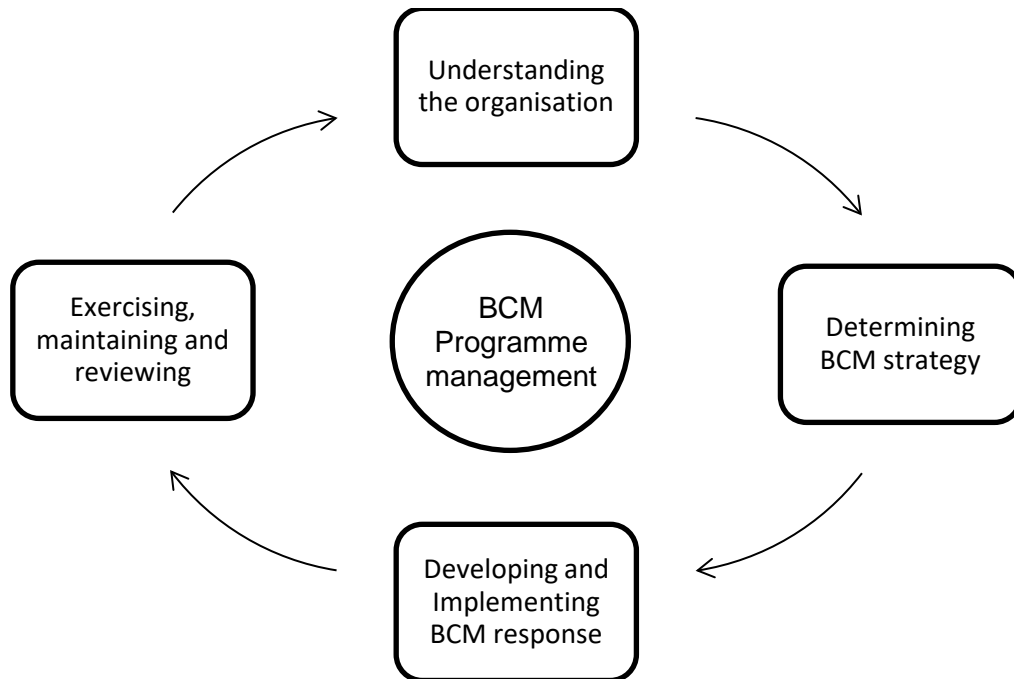 Understanding
the organisation
Exercising,
maintaining and
reviewing
BCM
Programme
management
Determining
BCM strategy
Developing and
Implementing
BCM response